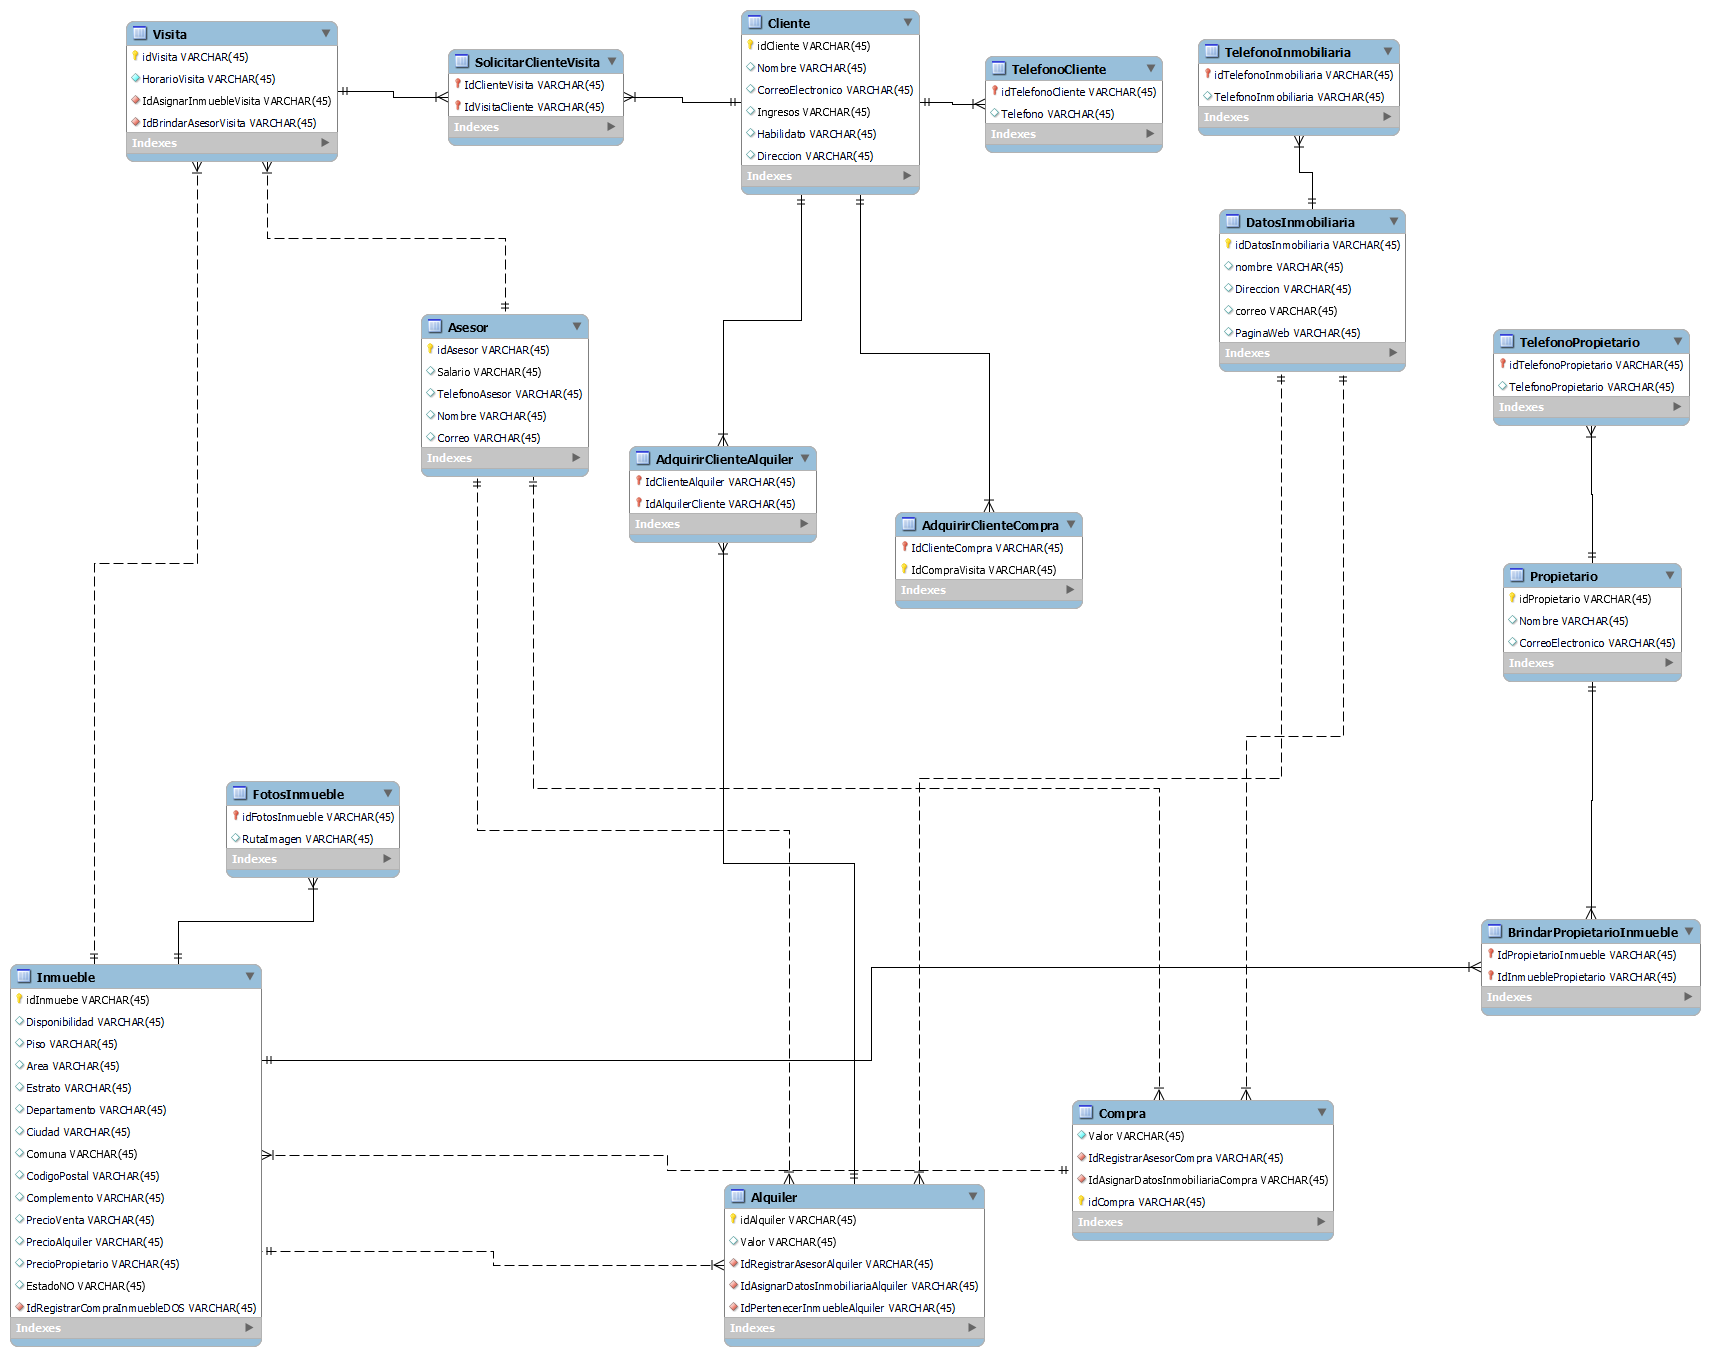 Visita
idVisita VARCHAR(45)
HorarioVisita VARCHAR(45)
IdAsignarInmuebleVisita VARCHAR(45)
IdBrindarAsesorVisita VARCHAR(45)
Indexes
SolicitarClienteVisita
IdClienteVisita VARCHAR(45)
IdVisitaCliente VARCHAR(45)
Indexes
Cliente
idCliente VARCHAR(45)
Nombre VARCHAR(45)
CorreoElectronico VARCHAR(45)
Ingresos VARCHAR(45)
Habilidato VARCHAR(45)
Direccion VARCHAR(45)
Indexes
TelefonoCliente
idTelefonoCliente VARCHAR(45)
Telefono VARCHAR(45)
Indexes
TelefonoInmobiliaria
idTelefonoInmobiliaria VARCHAR(45)
TelefonoInmobiliaria VARCHAR(45)
Indexes
DatosInmobiliaria
idDatosInmobiliaria VARCHAR(45)
nombre VARCHAR(45)
Direccion VARCHAR(45)
correo VARCHAR(45)
PaginaWeb VARCHAR(45)
Indexes
Asesor
idAsesor VARCHAR(45)
Salario VARCHAR(45)
TelefonoAsesor VARCHAR(45)
Nombre VARCHAR(45)
Correo VARCHAR(45)
Indexes
TelefonoPropietario
idTelefonoPropietario VARCHAR(45)
TelefonoPropietario VARCHAR(45)
Indexes
AdquirirClienteAlquiler
IdClienteAlquiler VARCHAR(45)
IdAlquilerCliente VARCHAR(45)
Indexes
AdquirirClienteCompra
IdClienteCompra VARCHAR(45)
IdCompraVisita VARCHAR(45)
Indexes
Propietario
idPropietario VARCHAR(45)
Nombre VARCHAR(45)
CorreoElectronico VARCHAR(45)
Indexes
FotosInmueble
idFotosInmueble VARCHAR(45)
RutaImagen VARCHAR(45)
Indexes
BrindarPropietarioInmueble
IdPropietarioInmueble VARCHAR(45)
IdInmueblePropietario VARCHAR(45)
Indexes
Inmueble
idInmuebe VARCHAR(45)
Disponibilidad VARCHAR(45)
Piso VARCHAR(45)
Area VARCHAR(45)
Estrato VARCHAR(45)
Departamento VARCHAR(45)
Ciudad VARCHAR(45)
Comuna VARCHAR(45)
CodigoPostal VARCHAR(45)
Complemento VARCHAR(45)
PrecioVenta VARCHAR(45)
PrecioAlquiler VARCHAR(45)
PrecioPropietario VARCHAR(45)
EstadoNO VARCHAR(45)
IdRegistrarCompraInmuebleDOS VARCHAR(45)
Indexes
Compra
Valor VARCHAR(45)
IdRegistrarAsesorCompra VARCHAR(45)
IdAsignarDatosInmobiliariaCompra VARCHAR(45)
idCompra VARCHAR(45)
Indexes
Alquiler
idAlquiler VARCHAR(45)
Valor VARCHAR(45)
IdRegistrarAsesorAlquiler VARCHAR(45)
IdAsignarDatosInmobiliariaAlquiler VARCHAR(45)
IdPertenecerInmuebleAlquiler VARCHAR(45)
Indexes